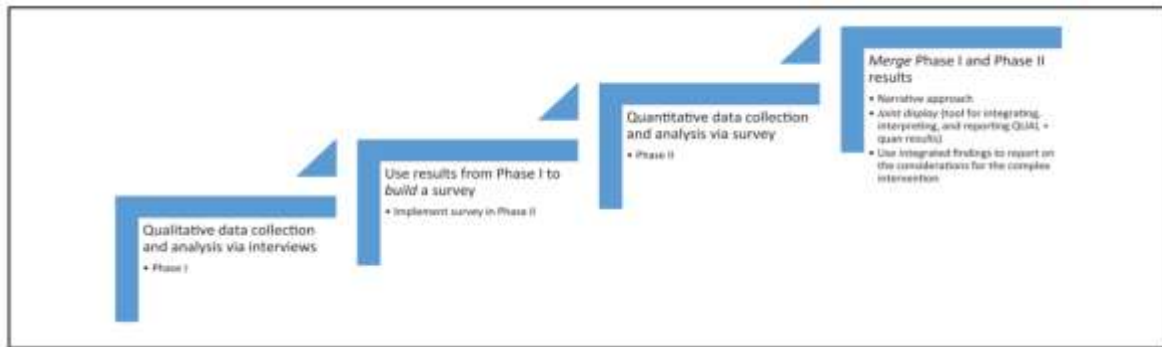 Qualitative data collection
and analysis via interviews
• Phase I
Use results from Phase I to
build a survey
• Implement survey in Phase II
Quantitative data collection
and analysis via survey
• Phase II
Merge Phase I and Phase II
results
• Narrative approach
• Joint display (tool for integrating,
interpreting, and reporting QUAL +
quan results)
• Use integrated findings to report on
the considerations for the complex
intervention